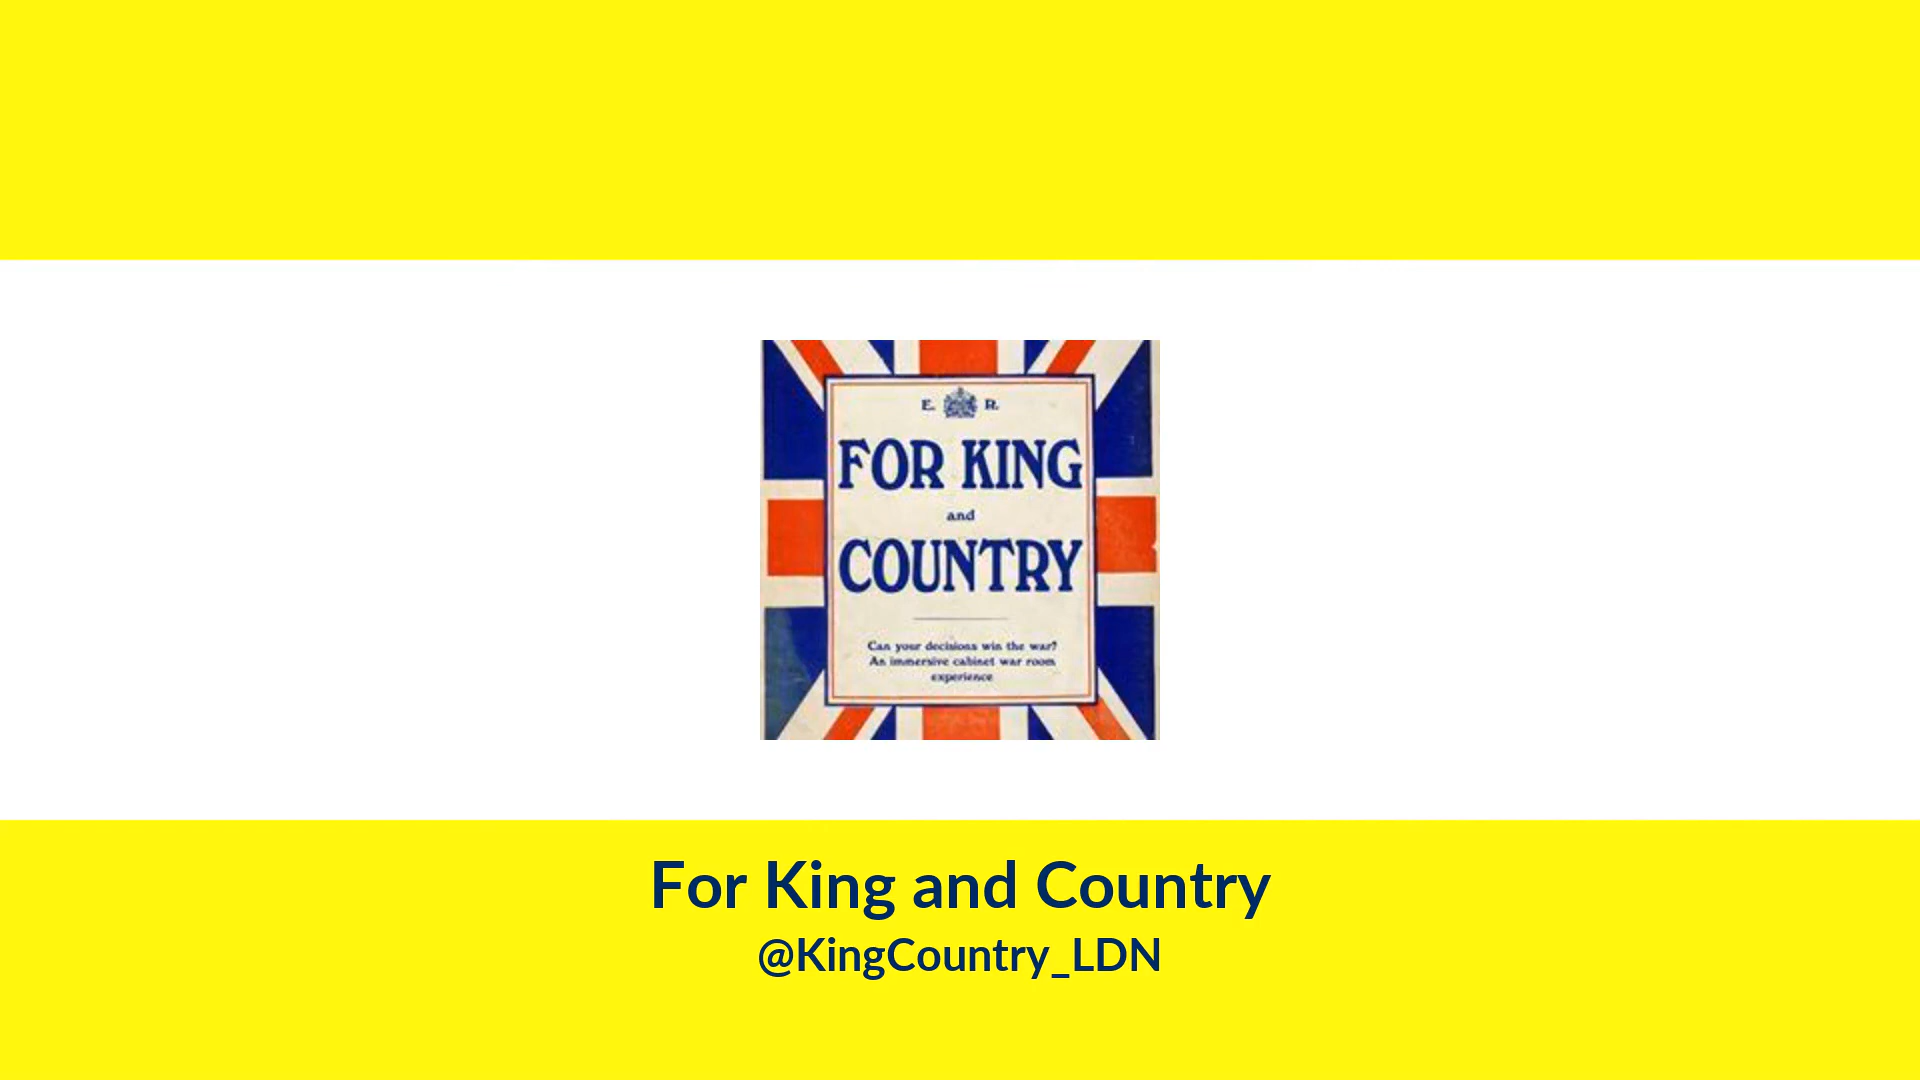 E. R.
FOR KING
and
COUNTRY
Can your decisions win the war?
An immersive cabinet war room
experience
For King and Country
@KingCountry_LDN